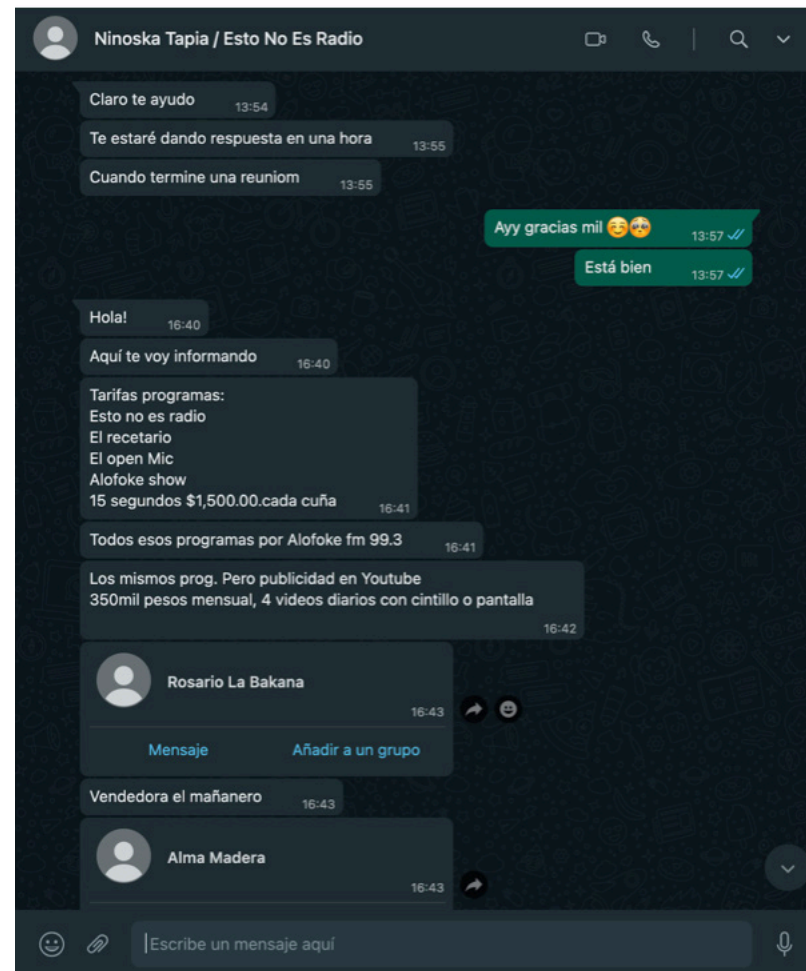 Ninoska Tapia / Esto No Es Radio
Claro te ayudo 13:54
Te estaré dando respuesta en una hora 13:55
Cuando termine una reuniom 13:55
Ayy gracias mil ☺️🥹 13:57
Está bien 13:57
Hola! 16:40
Aquí te voy informando 16:40
Tarifas programas:
Esto no es radio
El recetario
El open Mic
Alofoke show
15 segundos $1,500.00.cada cuña 16:41
Todos esos programas por Alofoke fm 99.3 16:41
Los mismos prog. Pero publicidad en Youtube
350mil pesos mensual, 4 videos diarios con cintillo o pantalla
16:42
Rosario La Bakana
16:43
Mensaje Añadir a un grupo
Vendedora el mañanero 16:43
Alma Madera
16:43
Escribe un mensaje aquí